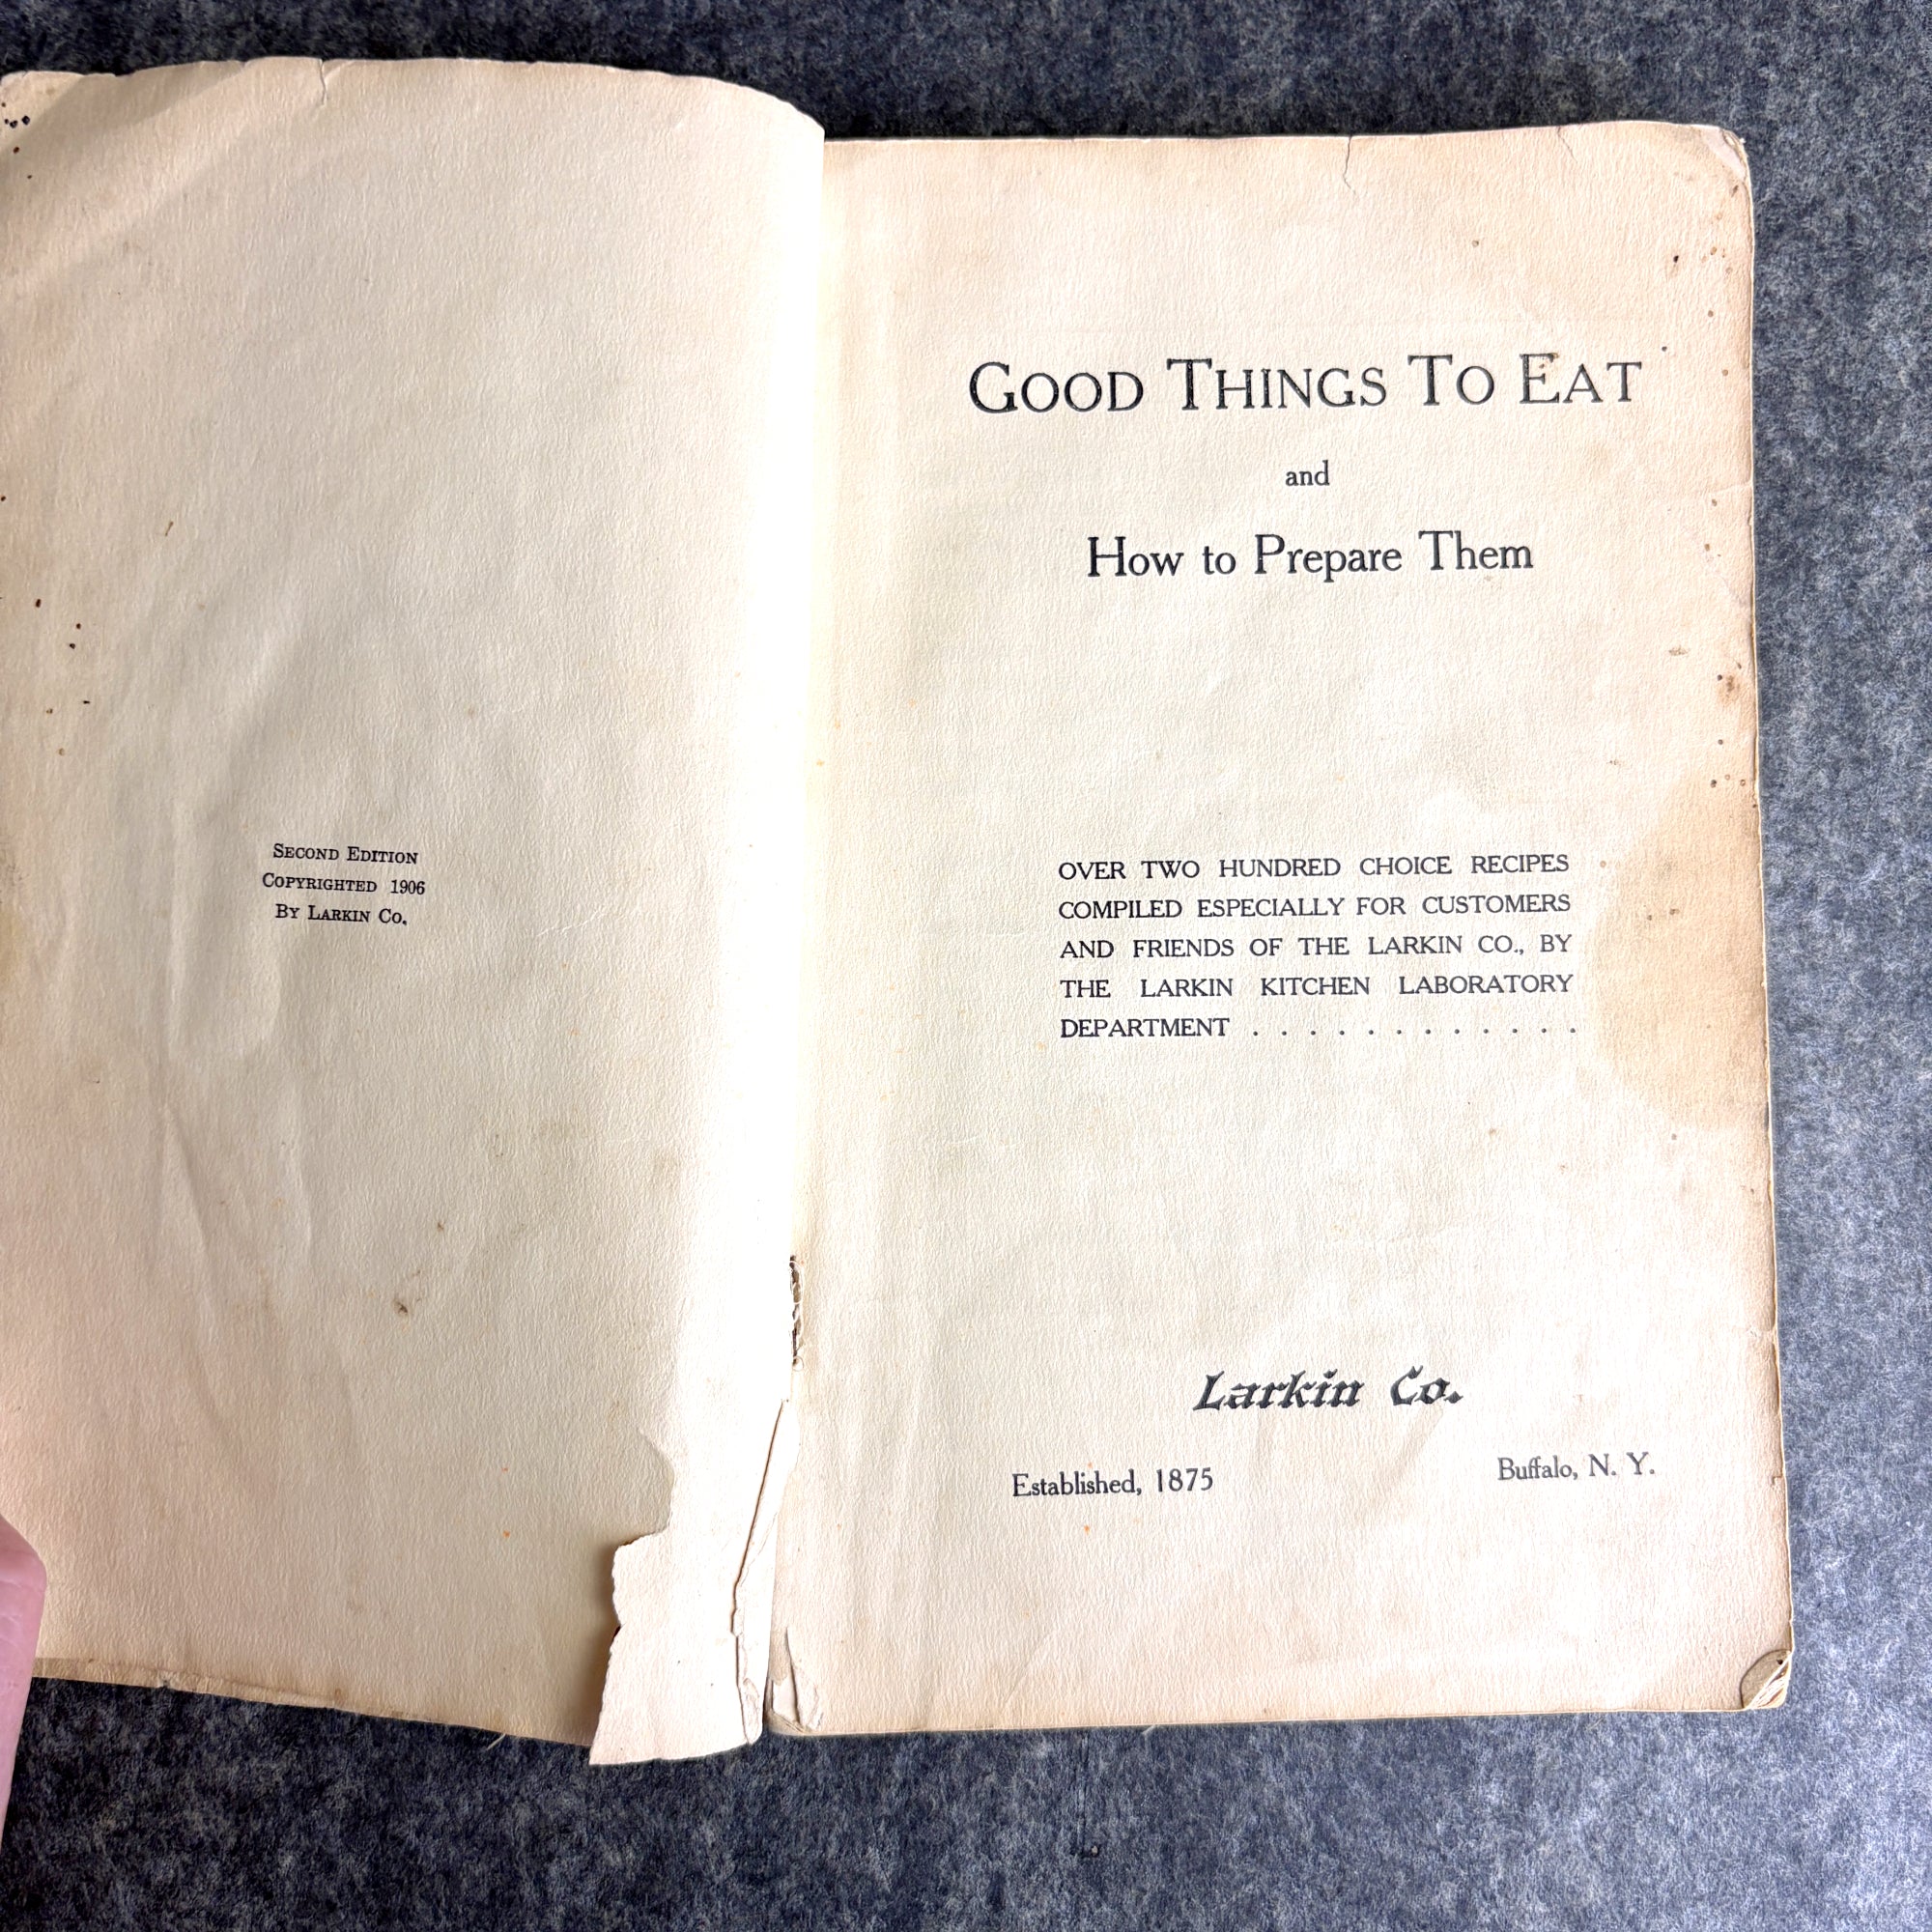 SECOND EDITION
COPYRIGHTED 1906
BY LARKIN CO.
GOOD THINGS TO EAT
and
How to Prepare Them
OVER TWO HUNDRED CHOICE RECIPES
COMPILED ESPECIALLY FOR CUSTOMERS
AND FRIENDS OF THE LARKIN CO., BY
THE LARKIN KITCHEN LABORATORY
DEPARTMENT . . . . . . . . . . . .
Larkin Co.
Established, 1875 Buffalo, N. Y.